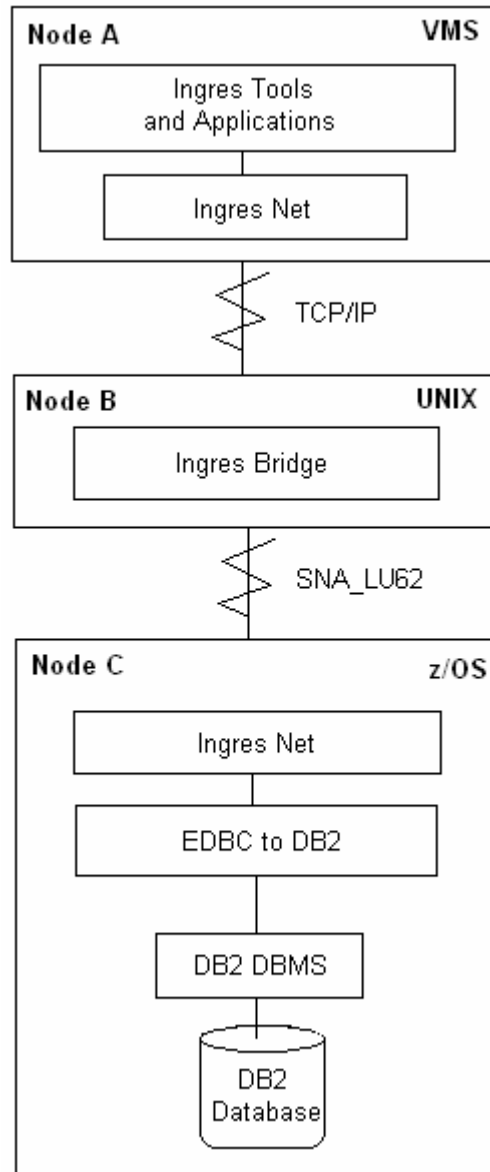 Node A
VMS
Ingres Tools
and Applications
Ingres Net
TCP/IP
Node B
UNIX
Ingres Bridge
SNA_LU62
Node C
z/OS
Ingres Net
EDBC to DB2
DB2 DBMS
DB2
Database